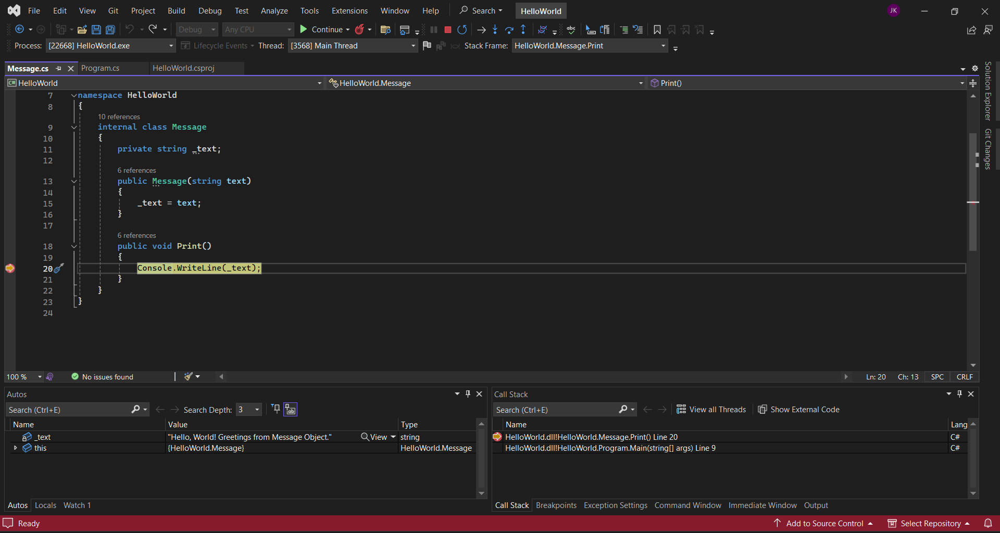 File Edit View Git Project Build Debug Test Analyze Tools Extensions Window Help Search HelloWorld JK
Debug Any CPU Continue abc
Process: [22668] HelloWorld.exe Lifecycle Events Thread: [3568] Main Thread Stack Frame: HelloWorld.Message.Print
Message.cs Program.cs HelloWorld.csproj
C# HelloWorld HelloWorld.Message Print()
7 namespace HelloWorld
8 {
10 references
9 internal class Message
10 {
11 private string _text;
12
6 references
13 public Message(string text)
14 {
15 _text = text;
16 }
17
6 references
18 public void Print()
19 {
20 Console.WriteLine(_text);
21 }
22 }
23 }
24
Solution Explorer
Git Changes
100 % No issues found Ln: 20 Ch: 13 SPC CRLF
Autos
Search (Ctrl+E) Search Depth: 3 ab
Name Value Type
_text "Hello, World! Greetings from Message Object." View string
this {HelloWorld.Message} HelloWorld.Message
Autos Locals Watch 1
Call Stack
Search (Ctrl+E) View all Threads Show External Code
Name Lang
HelloWorld.dll!HelloWorld.Message.Print() Line 20 C#
HelloWorld.dll!HelloWorld.Program.Main(string[] args) Line 9 C#
Call Stack Breakpoints Exception Settings Command Window Immediate Window Output
Ready Add to Source Control Select Repository